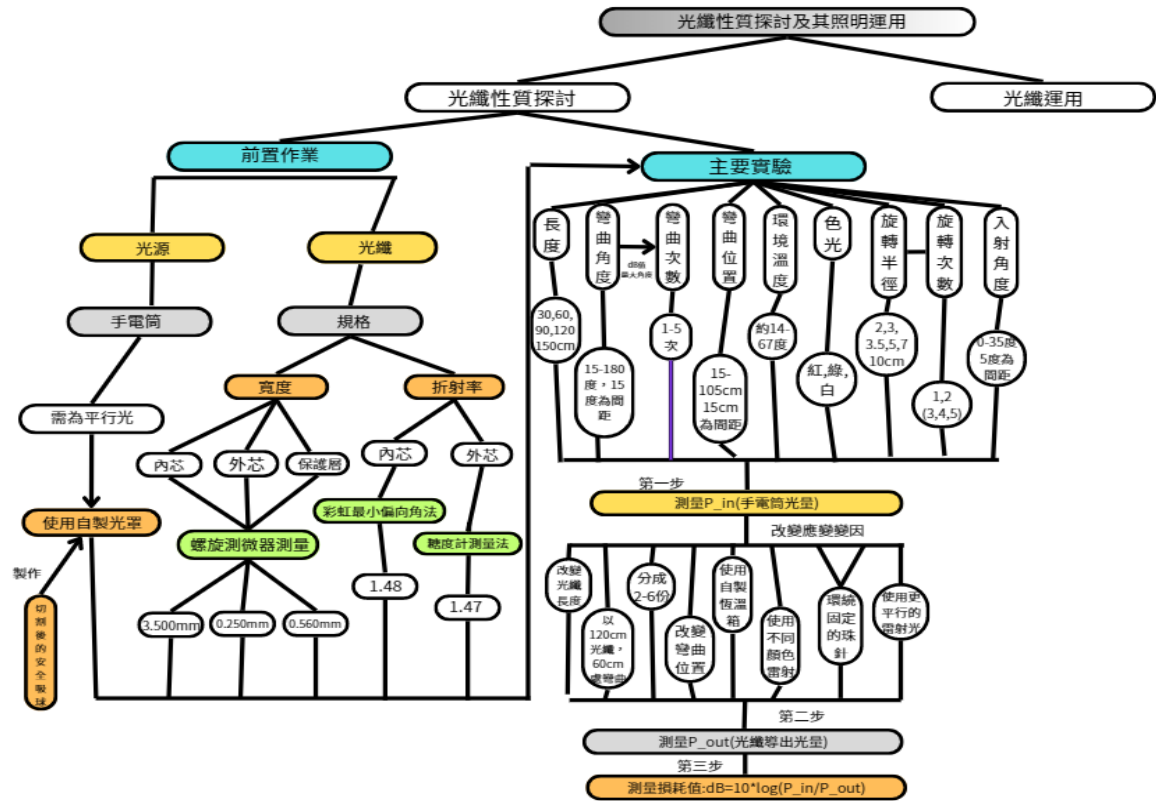 光纖性質探討及其照明運用
光纖性質探討
光纖運用
前置作業
主要實驗
光源
光纖
手電筒
規格
需為平行光
寬度
折射率
內芯
外芯
保護層
內芯
外芯
使用自製光罩
彩虹最小偏向角法
螺旋測微器測量
糖度計測量法
製作
切
割
後
的
安
全
吸
球
3.500mm
0.250mm
0.560mm
1.48
1.47
長
度
彎
曲
角
度
dB值
最大角度
彎
曲
次
數
彎
曲
位
置
環
境
溫
度
色
光
旋
轉
半
徑
旋
轉
次
數
入
射
角
度
30,60,
90,120
150cm
15-180
度，15
度為間
距
1-5
次
15-
105cm
15cm
為間距
約14-
67度
紅,綠,
白
2,3,
3.5,5,7
10cm
1,2
(3,4,5)
0-35度
5度為
間距
第一步
測量P_in(手電筒光量)
改變應變變因
改變
光纖
長度
以
120cm
光纖，
60cm
處彎曲
分成
2-6份
改變
彎曲
位置
使用
自製
恆溫
箱
使用
不同
顏色
雷射
環繞
固定
的珠
針
使用更
平行的
雷射光
第二步
測量P_out(光纖導出光量)
第三步
測量損耗值:dB=10*log(P_in/P_out)